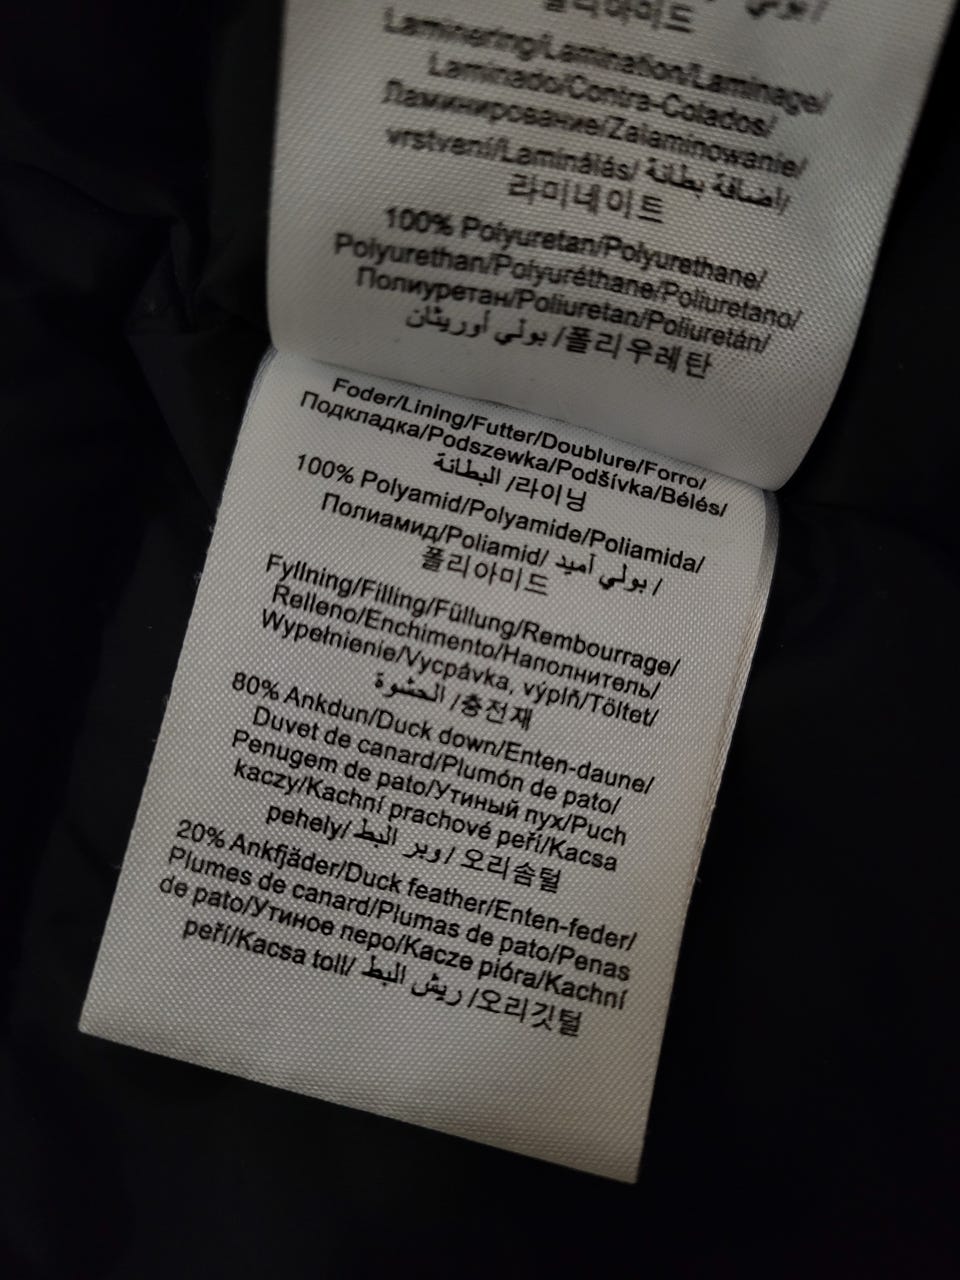 폴리아미드
Laminering/Lamination/Laminage/
Laminado/Contra-Colados/
Ламинирование/Zalaminowanie/
vrstvení/Laminálás/ اضافة بطانة/
라미네이트
100% Polyuretan/Polyurethane/
Polyurethan/Polyuréthane/Poliuretano/
Полиуретан/Poliuretan/Poliuretán/
بولي أوريثان /폴리우레탄
Foder/Lining/Futter/Doublure/Forro/
Подкладка/Podszewka/Podšívka/Bélés/
البطانة /라이닝
100% Polyamid/Polyamide/Poliamida/
Полиамид/Poliamid/ بولي أميد /
폴리아미드
Fyllning/Filling/Füllung/Rembourrage/
Relleno/Enchimento/Наполнитель/
Wypełnienie/Vycpávka, výplň/Töltet/
الحشوة /충전재
80% Ankdun/Duck down/Enten-daune/
Duvet de canard/Plumón de pato/
Penugem de pato/Утиный пух/Puch
kaczy/Kachní prachové peří/Kacsa
pehely/ وبر البط / 오리솜털
20% Ankfjäder/Duck feather/Enten-feder/
Plumes de canard/Plumas de pato/Penas
de pato/Утиное перо/Kacze pióra/Kachní
peří/Kacsa toll/ ريش البط /오리깃털